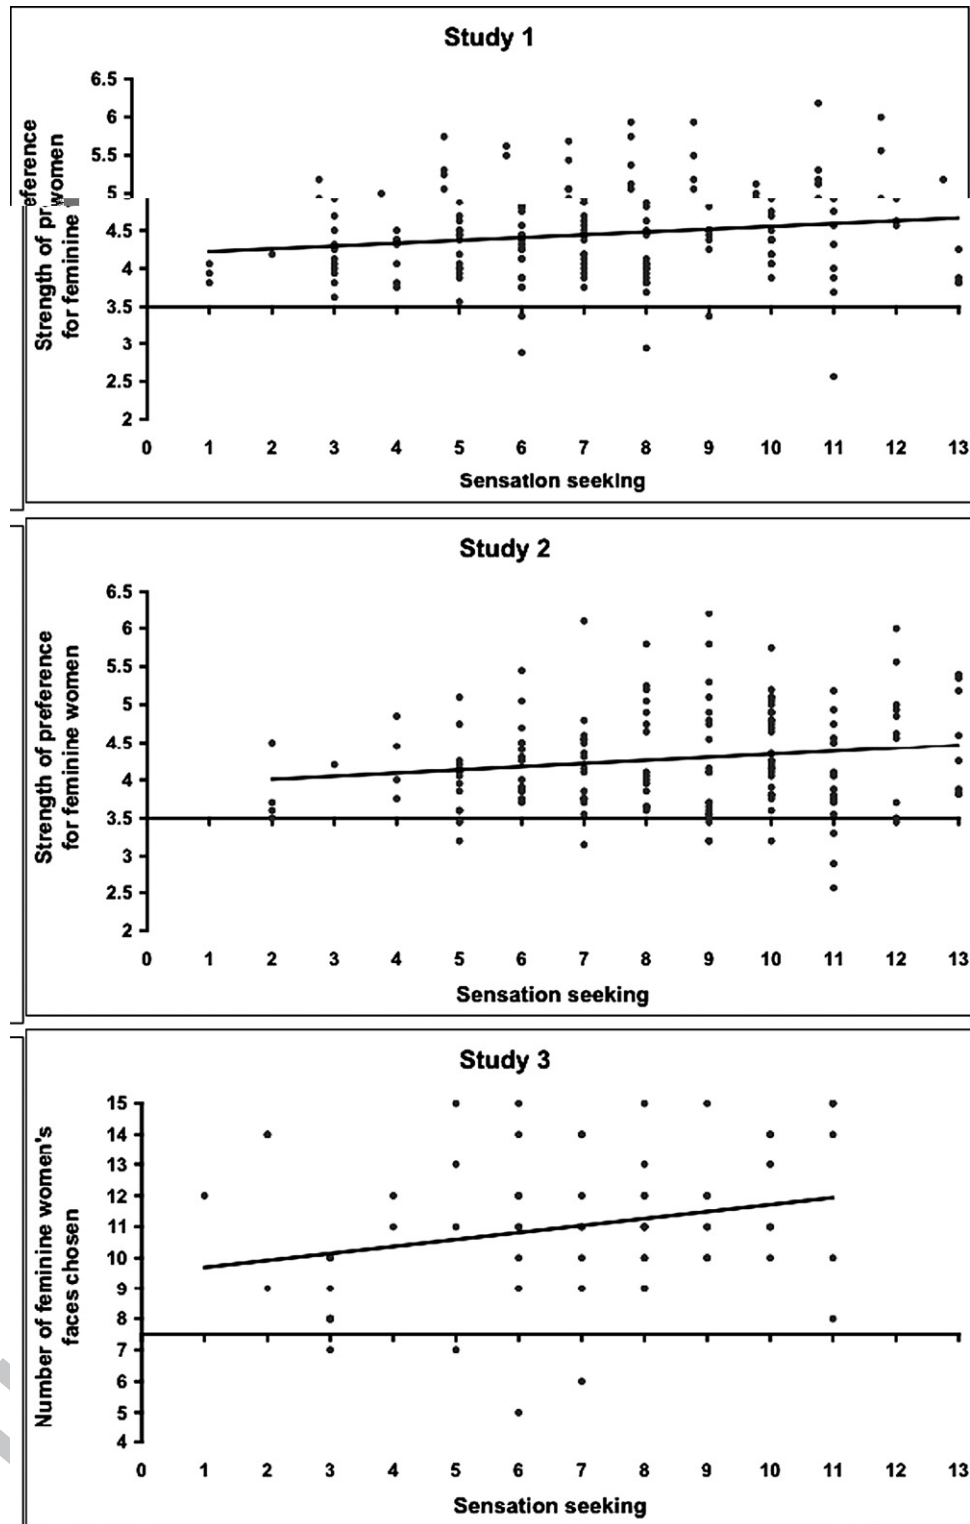 Study 1
Strength of preference
for feminine women
6.5
6
5.5
5
4.5
4
3.5
3
2.5
2
0 1 2 3 4 5 6 7 8 9 10 11 12 13
Sensation seeking
Study 2
Strength of preference
for feminine women
6.5
6
5.5
5
4.5
4
3.5
3
2.5
2
0 1 2 3 4 5 6 7 8 9 10 11 12 13
Sensation seeking
Study 3
Number of feminine women's
faces chosen
15
14
13
12
11
10
9
8
7
6
5
4
0 1 2 3 4 5 6 7 8 9 10 11 12 13
Sensation seeking